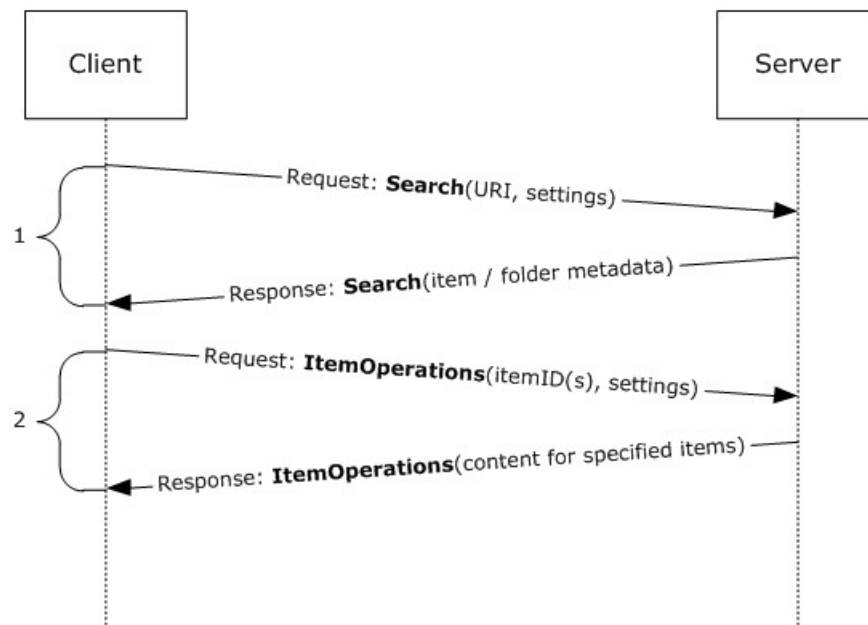 Client
Server
Request: Search(URI, settings)
1
Response: Search(item / folder metadata)
Request: ItemOperations(itemID(s), settings)
2
Response: ItemOperations(content for specified items)